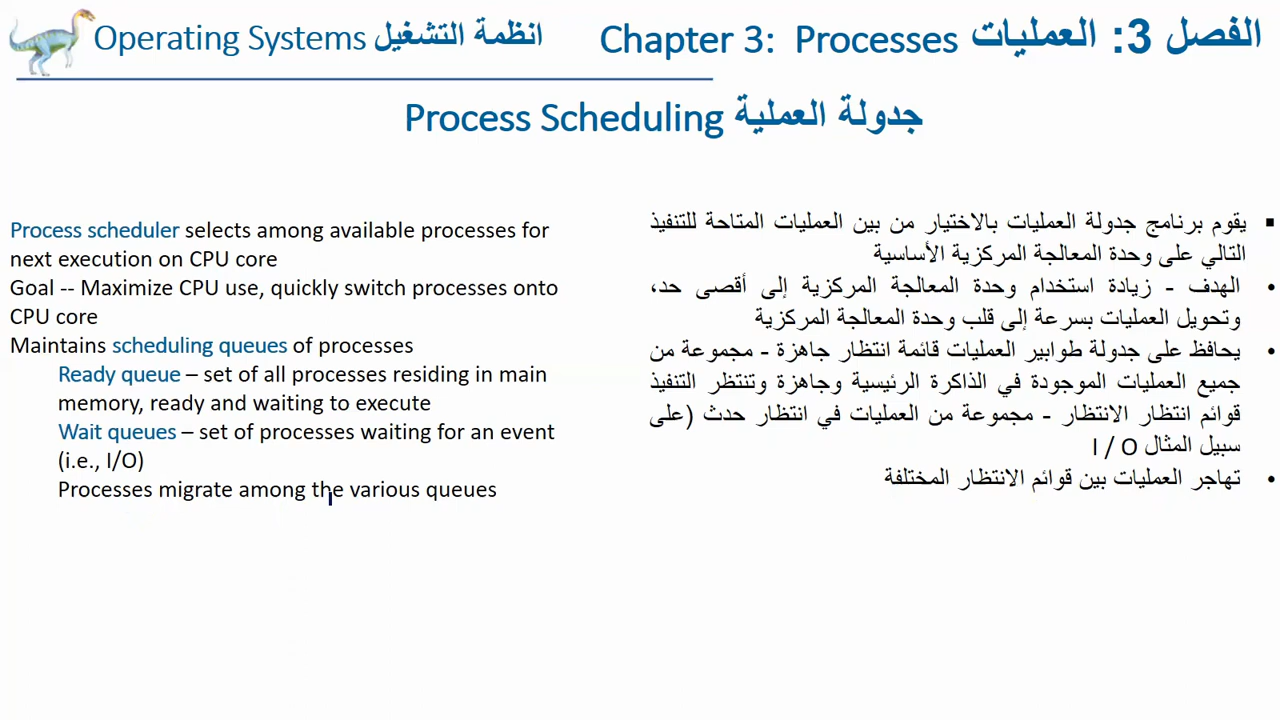 Operating Systems انظمة التشغيل
Chapter 3: Processes الفصل 3: العمليات
Process Scheduling جدولة العملية
Process scheduler selects among available processes for
next execution on CPU core
Goal -- Maximize CPU use, quickly switch processes onto
CPU core
Maintains scheduling queues of processes
Ready queue – set of all processes residing in main
memory, ready and waiting to execute
Wait queues – set of processes waiting for an event
(i.e., I/O)
Processes migrate among the various queues
▪ يقوم برنامج جدولة العمليات بالاختيار من بين العمليات المتاحة للتنفيذ
التالي على وحدة المعالجة المركزية الأساسية
• الهدف - زيادة استخدام وحدة المعالجة المركزية إلى أقصى حد،
وتحويل العمليات بسرعة إلى قلب وحدة المعالجة المركزية
• يحافظ على جدولة طوابير العمليات قائمة انتظار جاهزة - مجموعة من
جميع العمليات الموجودة في الذاكرة الرئيسية وجاهزة وتنتظر التنفيذ
قوائم انتظار الانتظار - مجموعة من العمليات في انتظار حدث (على
سبيل المثال I / O
• تهاجر العمليات بين قوائم الانتظار المختلفة